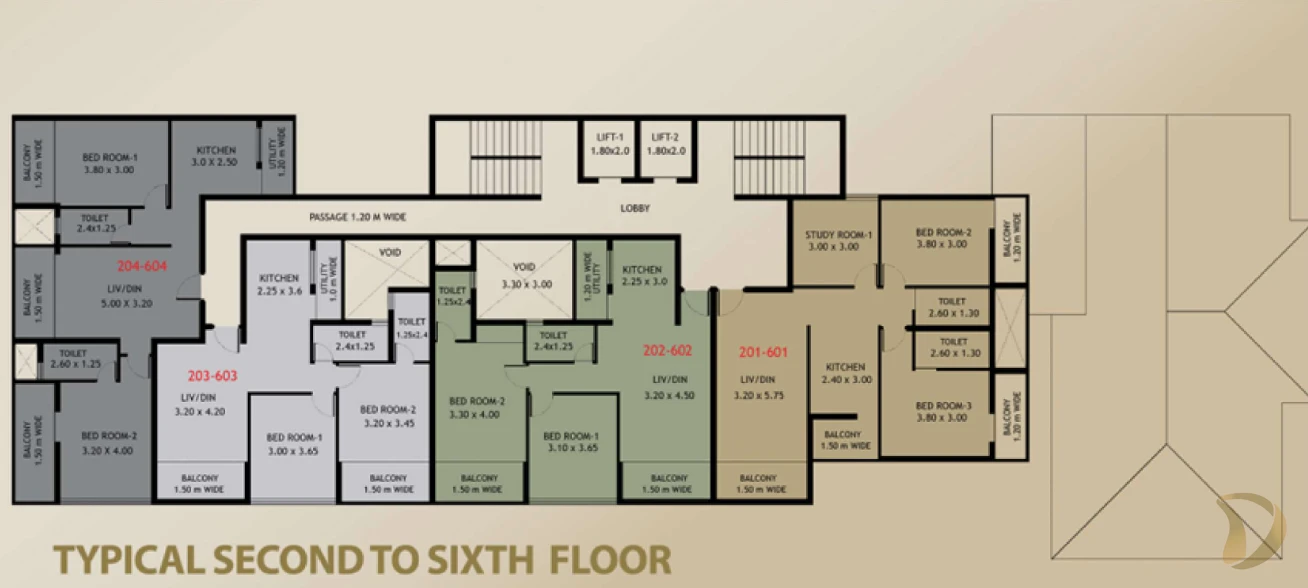 BALCONY
1.50 m WIDE
BED ROOM-1
3.80 x 3.00
KITCHEN
3.0 X 2.50
UTILITY
1.20 m WIDE
TOILET
2.4x1.25
204-604
BALCONY
1.50 m WIDE
LIV/DIN
5.00 X 3.20
TOILET
2.60 x 1.25
BALCONY
1.50 m WIDE
BED ROOM-2
3.20 X 4.00
PASSAGE 1.20 M WIDE
LIFT-1
1.80x2.0
LIFT-2
1.80x2.0
LOBBY
KITCHEN
2.25 x 3.6
UTILITY
1.0 m WIDE
VOID
TOILET
2.4x1.25
TOILET
1.25x2.4
203-603
LIV/DIN
3.20 x 4.20
BED ROOM-1
3.00 x 3.65
BED ROOM-2
3.20 x 3.45
BALCONY
1.50 m WIDE
BALCONY
1.50 m WIDE
TOILET
1.25x2.4
VOID
3.30 x 3.00
1.20 m WIDE
UTILITY
KITCHEN
2.25 x 3.0
TOILET
2.4x1.25
202-602
LIV/DIN
3.20 x 4.50
BED ROOM-2
3.30 x 4.00
BED ROOM-1
3.10 x 3.65
BALCONY
1.50 m WIDE
BALCONY
1.50 m WIDE
201-601
LIV/DIN
3.20 x 5.75
BALCONY
1.50 m WIDE
STUDY ROOM-1
3.00 x 3.00
BED ROOM-2
3.80 x 3.00
BALCONY
1.20 m WIDE
TOILET
2.60 x 1.30
TOILET
2.60 x 1.30
KITCHEN
2.40 x 3.00
BED ROOM-3
3.80 x 3.00
BALCONY
1.20 m WIDE
BALCONY
1.50 m WIDE
TYPICAL SECOND TO SIXTH FLOOR